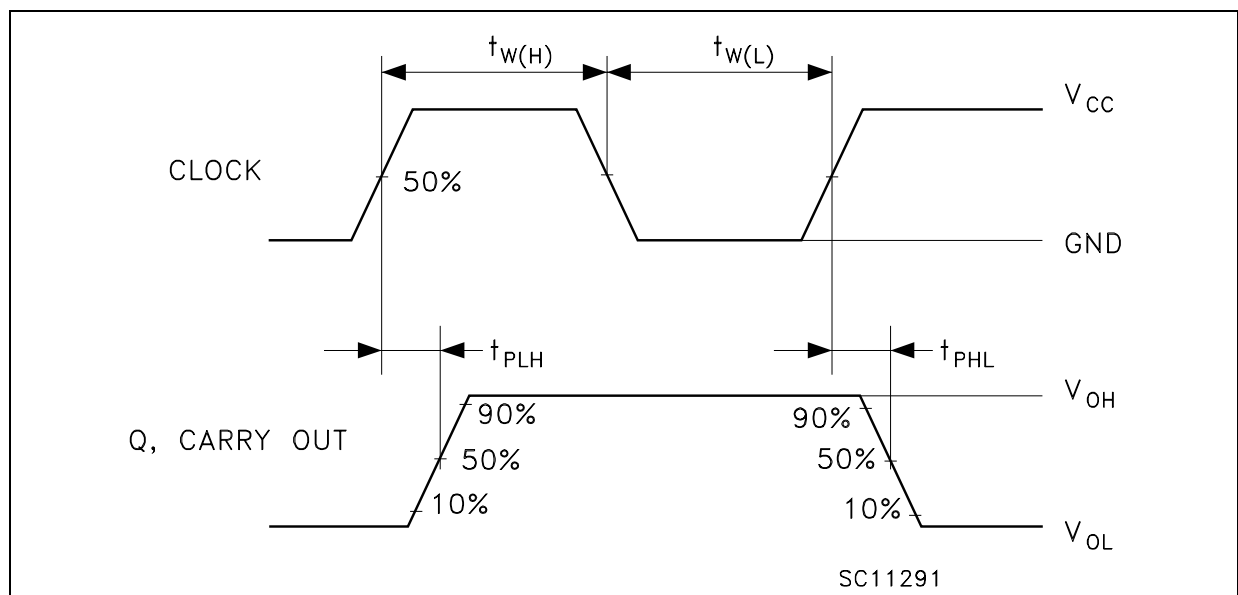 tW(H)
tW(L)
VCC
CLOCK
50%
GND
tPLH
tPHL
VOH
90%
90%
Q, CARRY OUT
50%
50%
10%
10%
VOL
SC11291